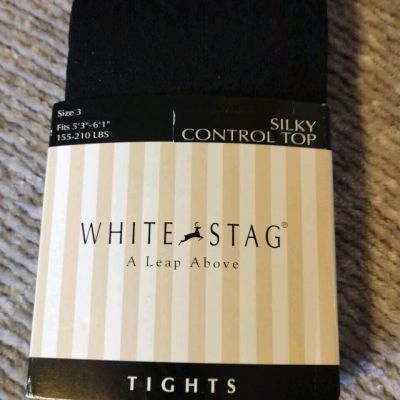 Size 3
Fits 5'3"-6'1"
155-210 LBS
SILKY
CONTROL TOP
WHITE STAG®
A Leap Above
TIGHTS